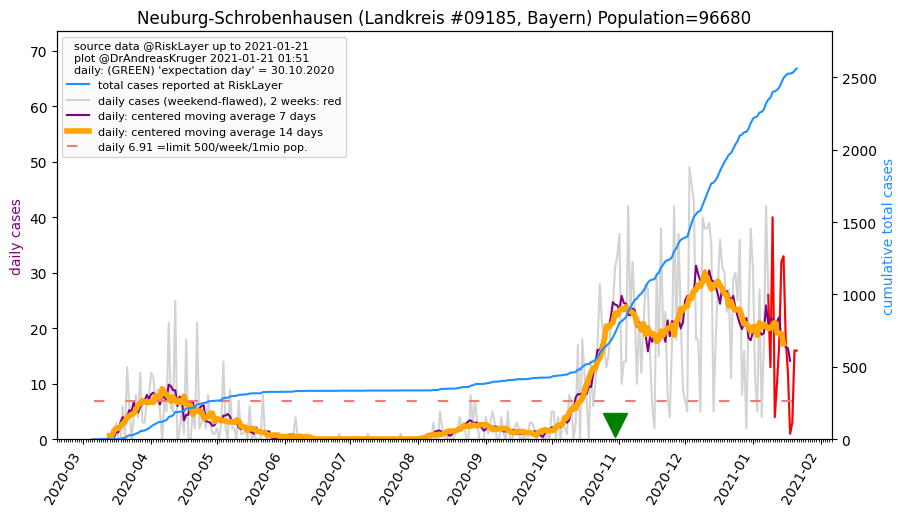 Neuburg-Schrobenhausen (Landkreis #09185, Bayern) Population=96680
source data @RiskLayer up to 2021-01-21
plot @DrAndreasKruger 2021-01-21 01:51
daily: (GREEN) 'expectation day' = 30.10.2020
total cases reported at RiskLayer
daily cases (weekend-flawed), 2 weeks: red
daily: centered moving average 7 days
daily: centered moving average 14 days
daily 6.91 =limit 500/week/1mio pop.
daily cases
70
60
50
40
30
20
10
0
cumulative total cases
2500
2000
1500
1000
500
0
2020-03
2020-04
2020-05
2020-06
2020-07
2020-08
2020-09
2020-10
2020-11
2020-12
2021-01
2021-02